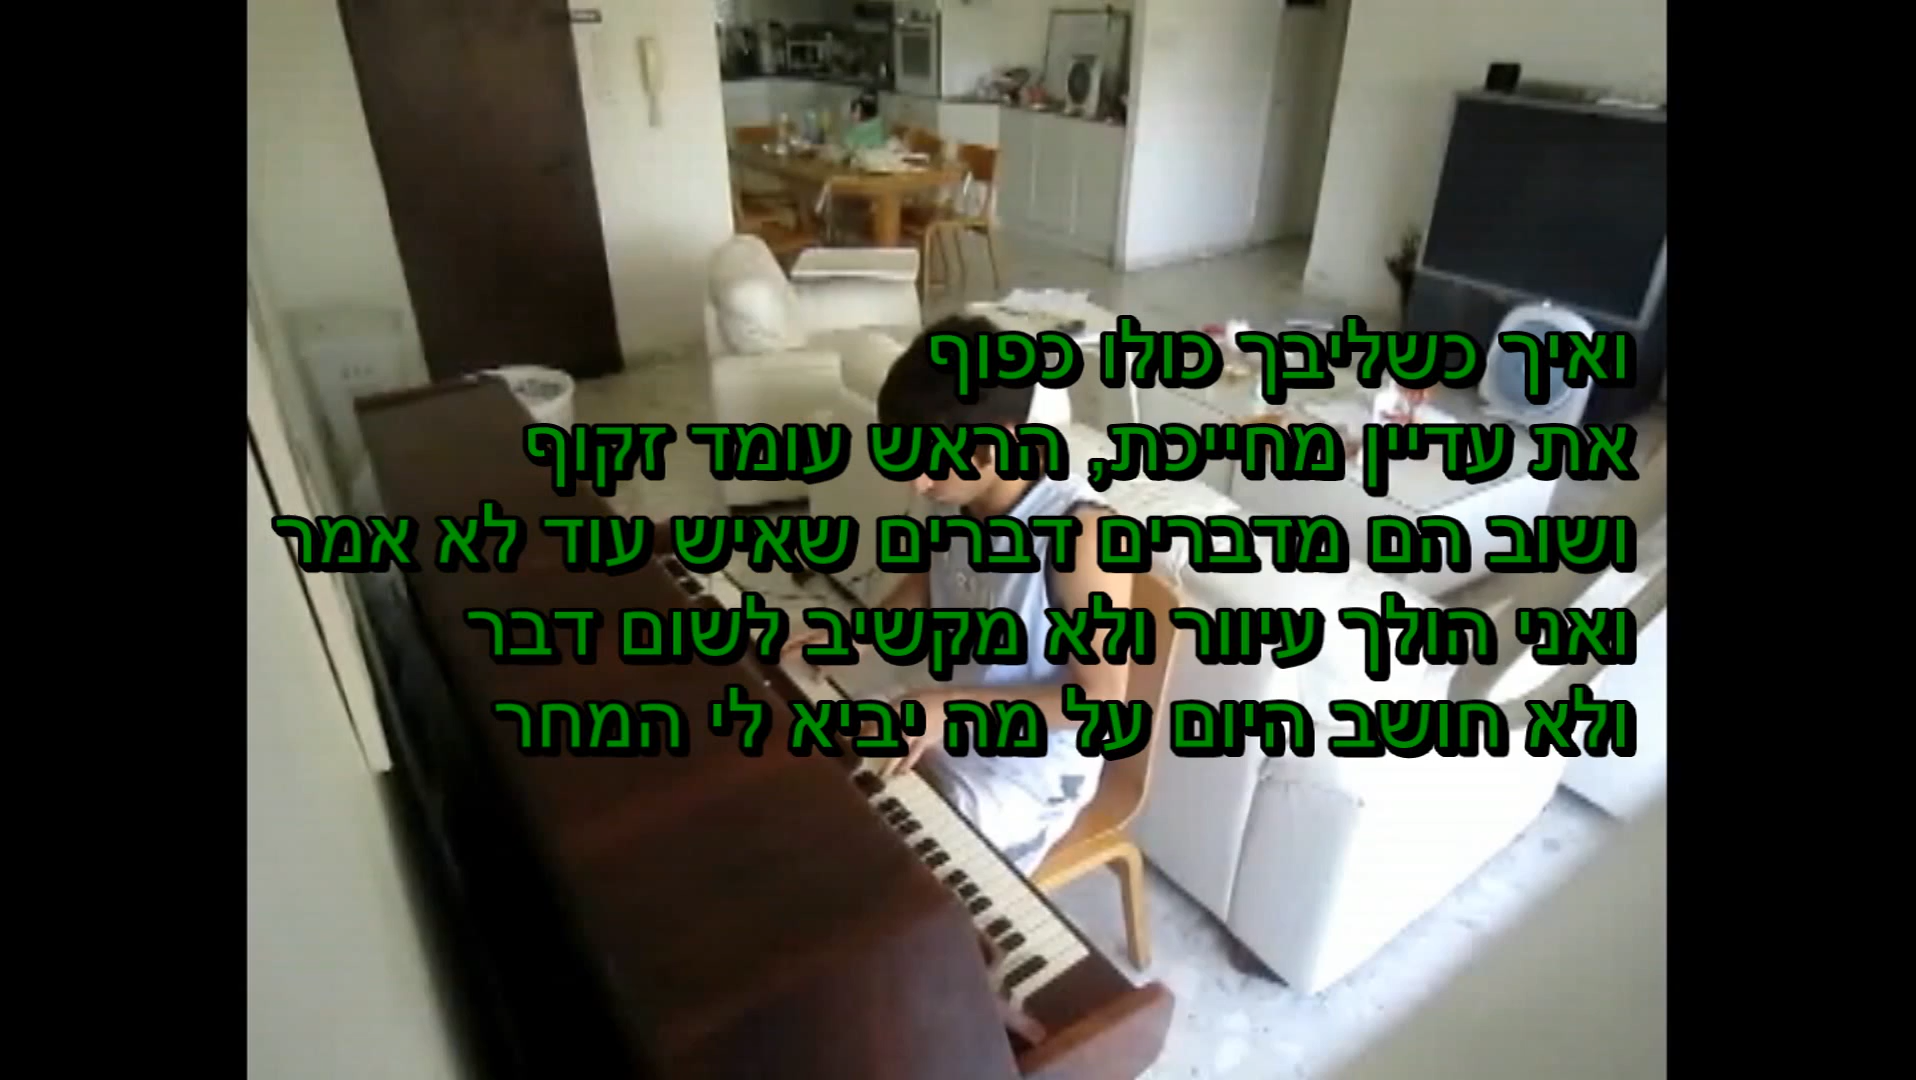 ואיך כשליבך כולו כפוף
את עדיין מחייכת, הראש עומד זקוף
ושוב הם מדברים דברים שאיש עוד לא אמר
ואני הולך עיוור ולא מקשיב לשום דבר
ולא חושב היום על מה יביא לי המחר